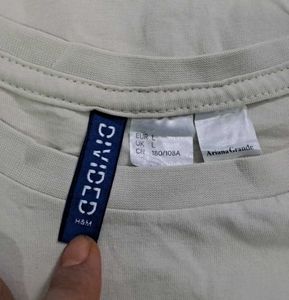 DIVIDED
H&M
EUR L
UK L
CN 180/108A
Ariana Grande